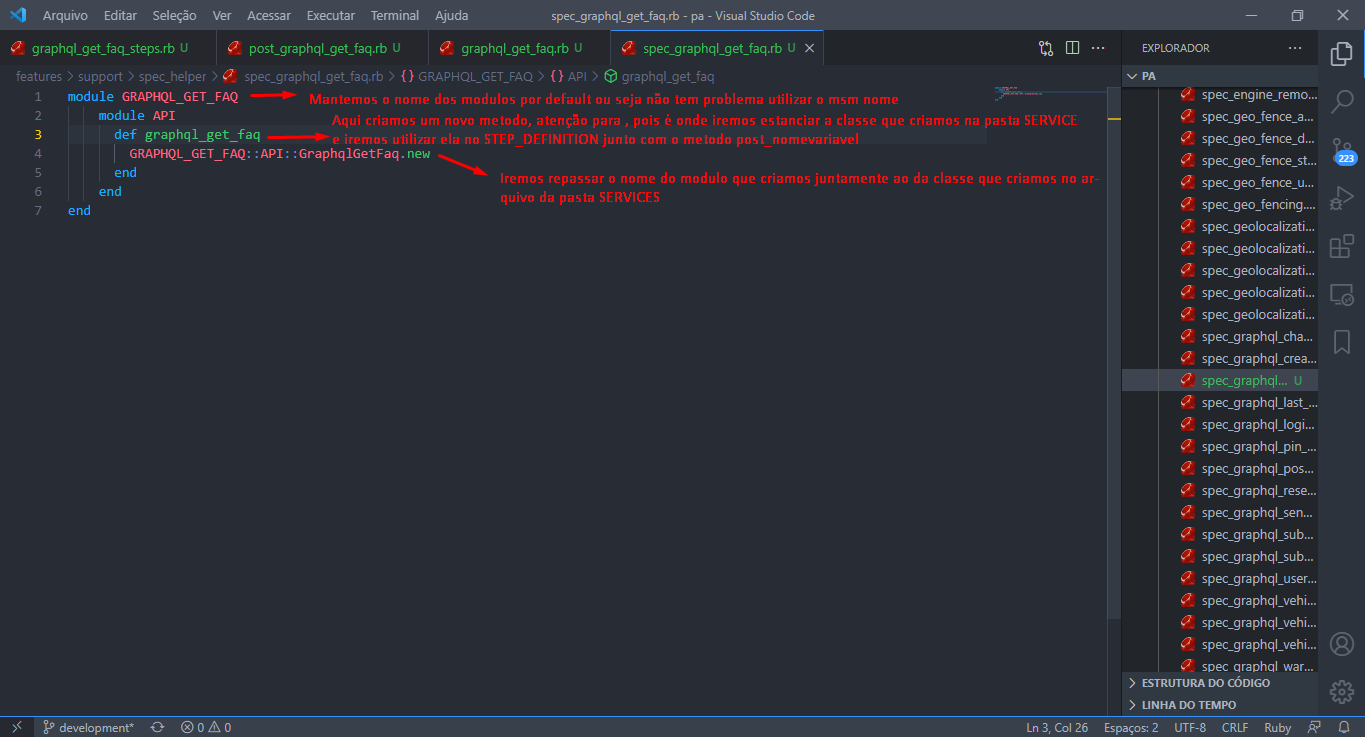 Arquivo Editar Seleção Ver Acessar Executar Terminal Ajuda spec_graphql_get_faq.rb - pa - Visual Studio Code
graphql_get_faq_steps.rb U post_graphql_get_faq.rb U graphql_get_faq.rb U spec_graphql_get_faq.rb U
features > support > spec_helper > spec_graphql_get_faq.rb > {} GRAPHQL_GET_FAQ > {} API > graphql_get_faq
1 module GRAPHQL_GET_FAQ
Mantemos o nome dos modulos por default ou seja não tem problema utilizar o msm nome
2 module API
Aqui criamos um novo metodo, atenção para , pois é onde iremos estanciar a classe que criamos na pasta SERVICE
3 def graphql_get_faq
e iremos utilizar ela no STEP_DEFINITION junto com o metodo post_nomevariavel
4 GRAPHQL_GET_FAQ::API::GraphqlGetFaq.new
5 end
Iremos repassar o nome do modulo que criamos juntamente ao da classe que criamos no ar-
6 end
quivo da pasta SERVICES
7 end
EXPLORADOR
PA
spec_engine_remo...
spec_geo_fence_a...
spec_geo_fence_d...
spec_geo_fence_st...
spec_geo_fence_u...
spec_geo_fencing....
spec_geolocalizati...
spec_geolocalizati...
spec_geolocalizati...
spec_geolocalizati...
spec_geolocalizati...
spec_graphql_cha...
spec_graphql_crea...
spec_graphql... U
spec_graphql_last_...
spec_graphql_logi...
spec_graphql_pin_...
spec_graphql_pos...
spec_graphql_rese...
spec_graphql_sen...
spec_graphql_sub...
spec_graphql_sub...
spec_graphql_user...
spec_graphql_vehi...
spec_graphql_vehi...
spec_graphql_vehi...
spec_graphql_war...
ESTRUTURA DO CÓDIGO
LINHA DO TEMPO
223
development* 0 0 Ln 3, Col 26 Espaços: 2 UTF-8 CRLF Ruby